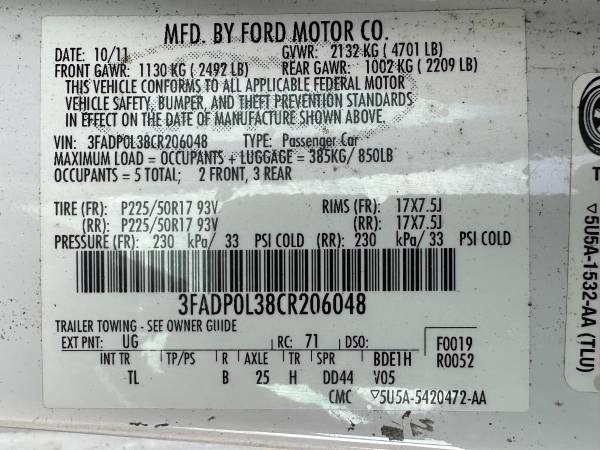 MFD. BY FORD MOTOR CO.
DATE: 10/11 GVWR: 2132 KG ( 4701 LB)
FRONT GAWR: 1130 KG ( 2492 LB) REAR GAWR: 1002 KG ( 2209 LB)
THIS VEHICLE CONFORMS TO ALL APPLICABLE FEDERAL MOTOR
VEHICLE SAFETY, BUMPER, AND THEFT PREVENTION STANDARDS
IN EFFECT ON THE DATE OF MANUFACTURE SHOWN ABOVE.
VIN: 3FADP0L38CR206048 TYPE: Passenger Car
MAXIMUM LOAD = OCCUPANTS + LUGGAGE = 385KG/ 850LB
OCCUPANTS = 5 TOTAL; 2 FRONT, 3 REAR
TIRE (FR): P225/50R17 93V RIMS (FR): 17X7.5J
(RR): P225/50R17 93V (RR): 17X7.5J
PRESSURE (FR): 230 kPa/ 33 PSI COLD (RR): 230 kPa/ 33 PSI COLD
3FADP0L38CR206048
TRAILER TOWING - SEE OWNER GUIDE
EXT PNT: UG RC: 71 DSO: F0019
INT TR TP/PS R AXLE TR SPR BDE1H R0052
TL B 25 H DD44 V05
CMC ▽5U5A-5420472-AA
▽5U5A-1532-AA (TLU)